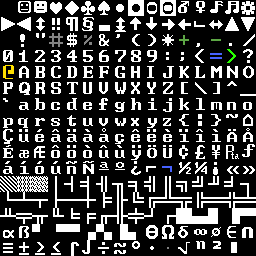 ☺☻♥♦♣♠•◘○◙♂♀♪♫☼
►◄↕‼¶§▬↨↑↓→←∟↔▲▼
!"#$%&'()*+,-./
0123456789:;<=>?
@ABCDEFGHIJKLMNO
PQRSTUVWXYZ[\]^_
`abcdefghijklmno
pqrstuvwxyz{|}~⌂
ÇüéâäàåçêëèïîìÄÅ
ÉæÆôöòûùÿÖÜ¢£¥₧ƒ
áíóúñÑªº¿⌐¬½¼¡«»
░▒▓│┤╡╢╖╕╣║╗╝╜╛┐
└┴┬├─┼╞╟╚╔╩╦╠═╬╧
╨╤╥╙╘╒╓╫╪┘┌█▄▌▐▀
αßΓπΣσµτΦΘΩδ∞φε∩
≡±≥≤⌠⌡÷≈°∙·√ⁿ²■